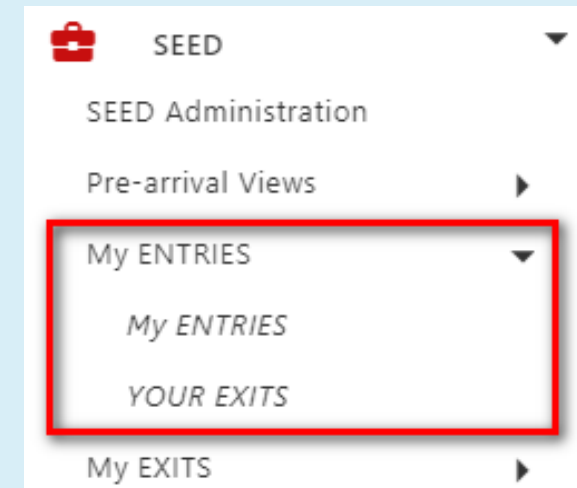 SEED
SEED Administration
Pre-arrival Views
My ENTRIES
My ENTRIES
YOUR EXITS
My EXITS